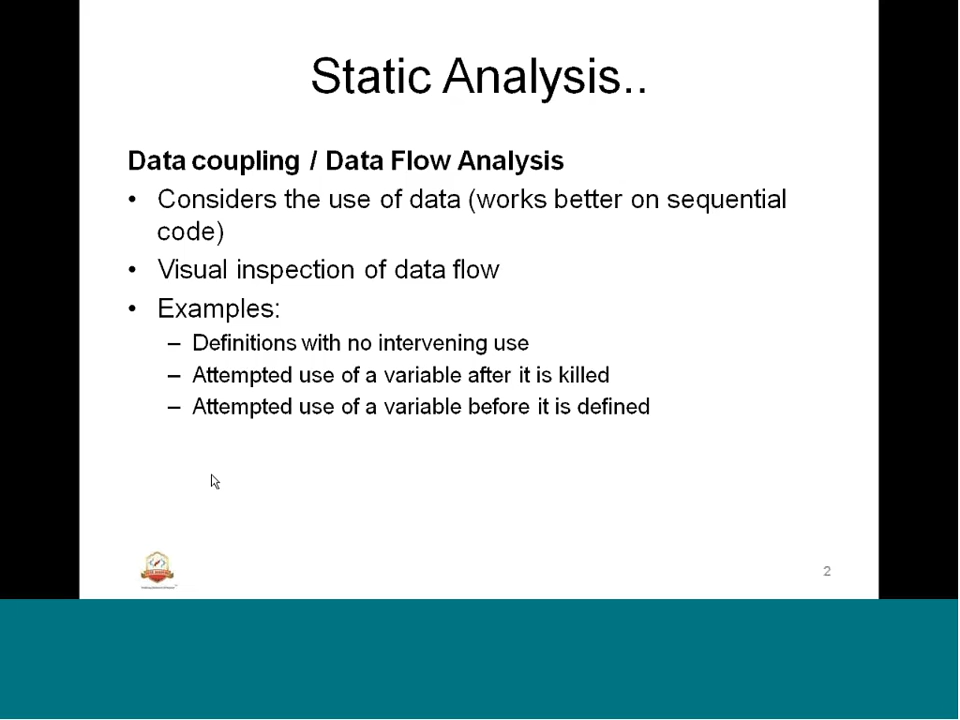 Static Analysis..
Data coupling / Data Flow Analysis
• Considers the use of data (works better on sequential
code)
• Visual inspection of data flow
• Examples:
– Definitions with no intervening use
– Attempted use of a variable after it is killed
– Attempted use of a variable before it is defined
2